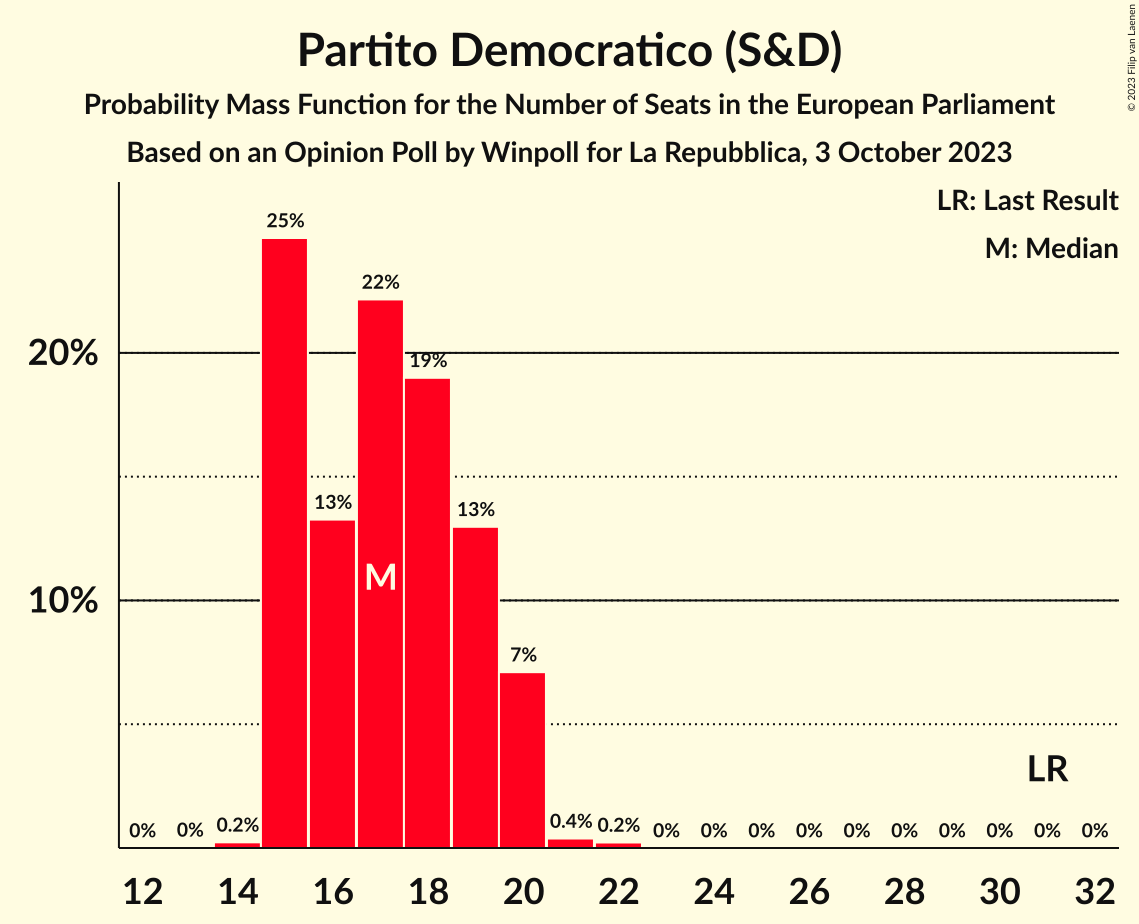 Partito Democratico (S&D)
Probability Mass Function for the Number of Seats in the European Parliament
Based on an Opinion Poll by Winpoll for La Repubblica, 3 October 2023
© 2023 Filip van Laenen
LR: Last Result
M: Median
25%
22%
20%
19%
13%
13%
M
10%
7%
LR
0% 0% 0.2% 0.4% 0.2% 0% 0% 0% 0% 0% 0% 0% 0% 0% 0%
12 14 16 18 20 22 24 26 28 30 32